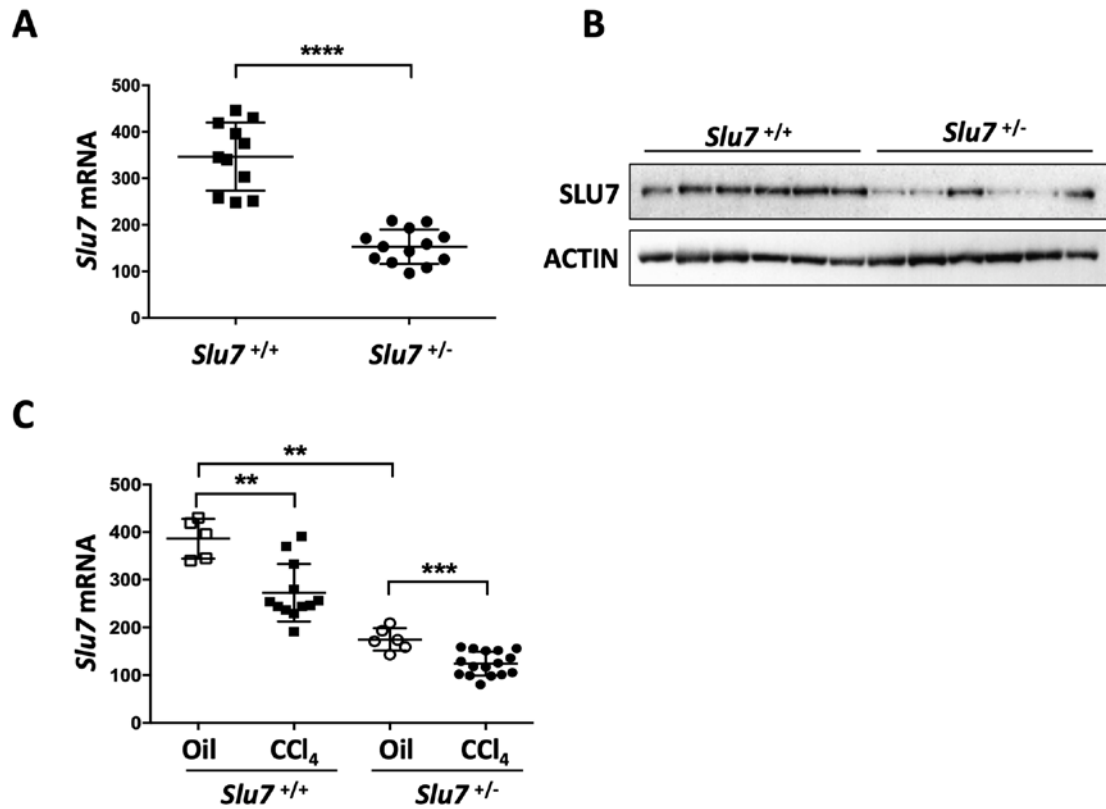 A
****
500
400
300
200
100
0
Slu7 mRNA
Slu7 +/+
Slu7 +/-
B
Slu7 +/+
Slu7 +/-
SLU7
ACTIN
C
**
**
***
500
400
300
200
100
0
Slu7 mRNA
Oil
CCl4
Oil
CCl4
Slu7 +/+
Slu7 +/-